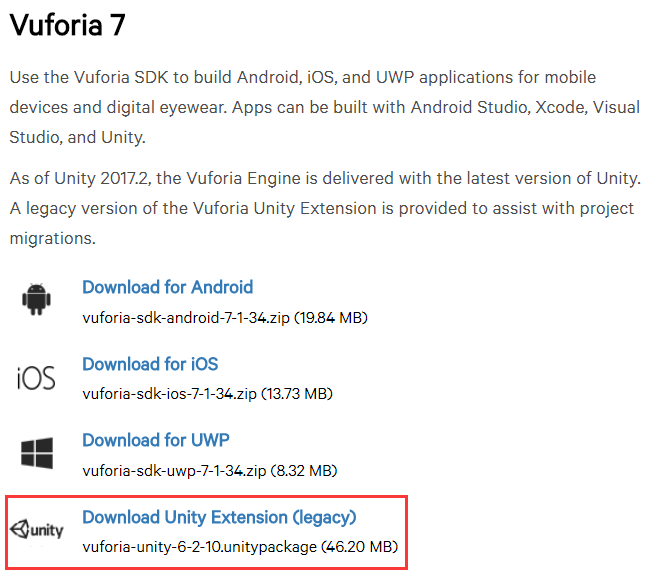 Vuforia 7
Use the Vuforia SDK to build Android, iOS, and UWP applications for mobile
devices and digital eyewear. Apps can be built with Android Studio, Xcode, Visual
Studio, and Unity.
As of Unity 2017.2, the Vuforia Engine is delivered with the latest version of Unity.
A legacy version of the Vuforia Unity Extension is provided to assist with project
migrations.
Download for Android
vuforia-sdk-android-7-1-34.zip (19.84 MB)
iOS
Download for iOS
vuforia-sdk-ios-7-1-34.zip (13.73 MB)
Download for UWP
vuforia-sdk-uwp-7-1-34.zip (8.32 MB)
unity
Download Unity Extension (legacy)
vuforia-unity-6-2-10.unitypackage (46.20 MB)